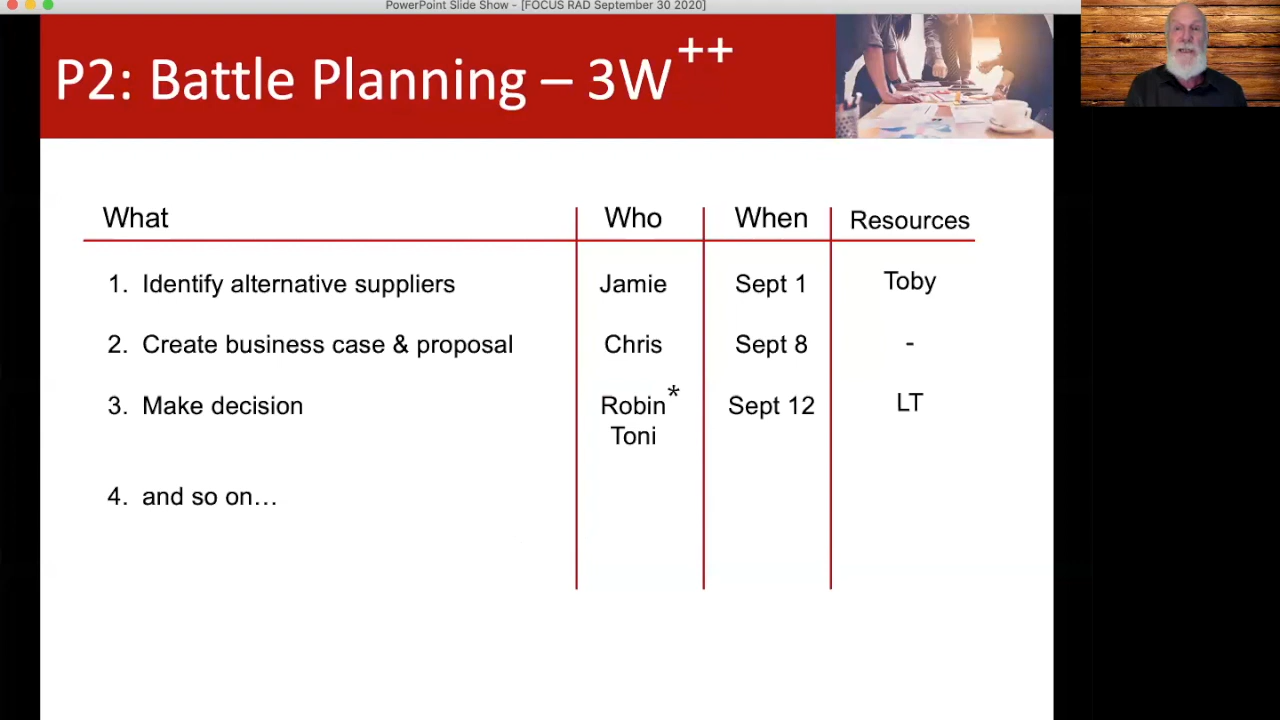 PowerPoint Slide Show - [FOCUS RAD September 30 2020]
P2: Battle Planning – 3W++
What Who When Resources
1. Identify alternative suppliers Jamie Sept 1 Toby
2. Create business case & proposal Chris Sept 8 -
3. Make decision Robin* Sept 12 LT
Toni
4. and so on…